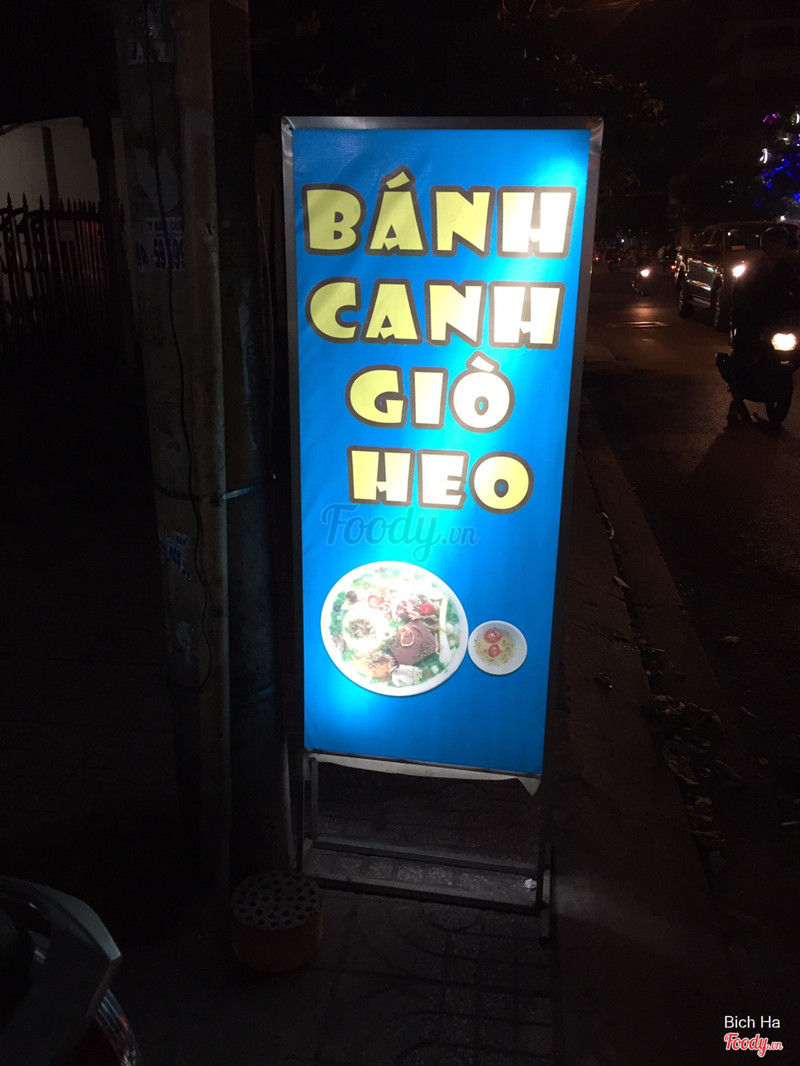 BÁNH
CANH
GIÒ
HEO
Foody.vn
Bich Ha
Foody.vn